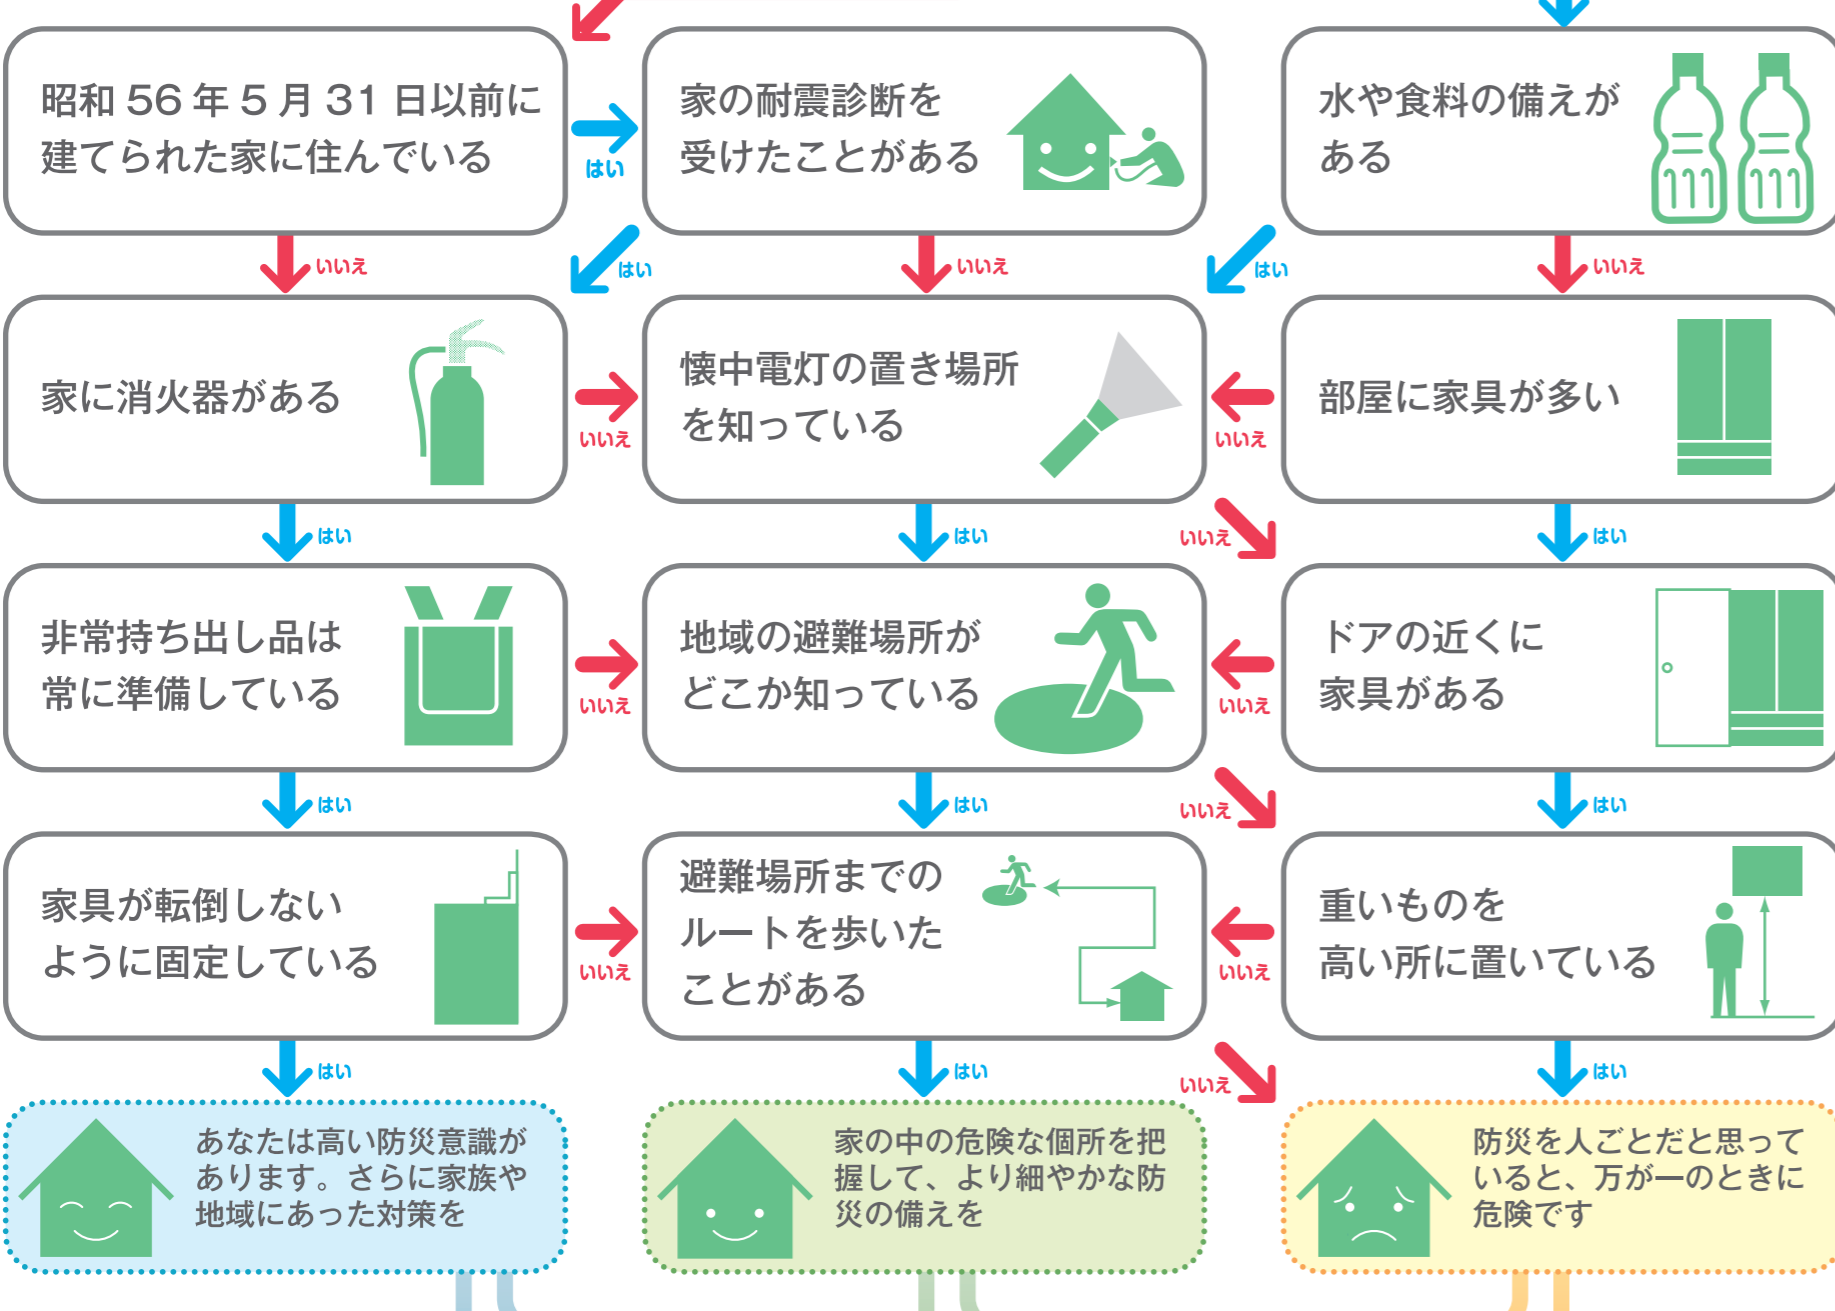 昭和 56 年 5 月 31 日以前に
建てられた家に住んでいる
はい
家の耐震診断を
受けたことがある
水や食料の備えが
ある
いいえ
はい
いいえ
はい
いいえ
家に消火器がある
いいえ
懐中電灯の置き場所
を知っている
いいえ
部屋に家具が多い
はい
はい
いいえ
はい
非常持ち出し品は
常に準備している
いいえ
地域の避難場所が
どこか知っている
いいえ
ドアの近くに
家具がある
はい
はい
いいえ
はい
家具が転倒しない
ように固定している
いいえ
避難場所までの
ルートを歩いた
ことがある
いいえ
重いものを
高い所に置いている
はい
はい
いいえ
はい
あなたは高い防災意識が
あります。さらに家族や
地域にあった対策を
家の中の危険な個所を把
握して、より細やかな防
災の備えを
防災を人ごとだと思って
いると、万が一のときに
危険です